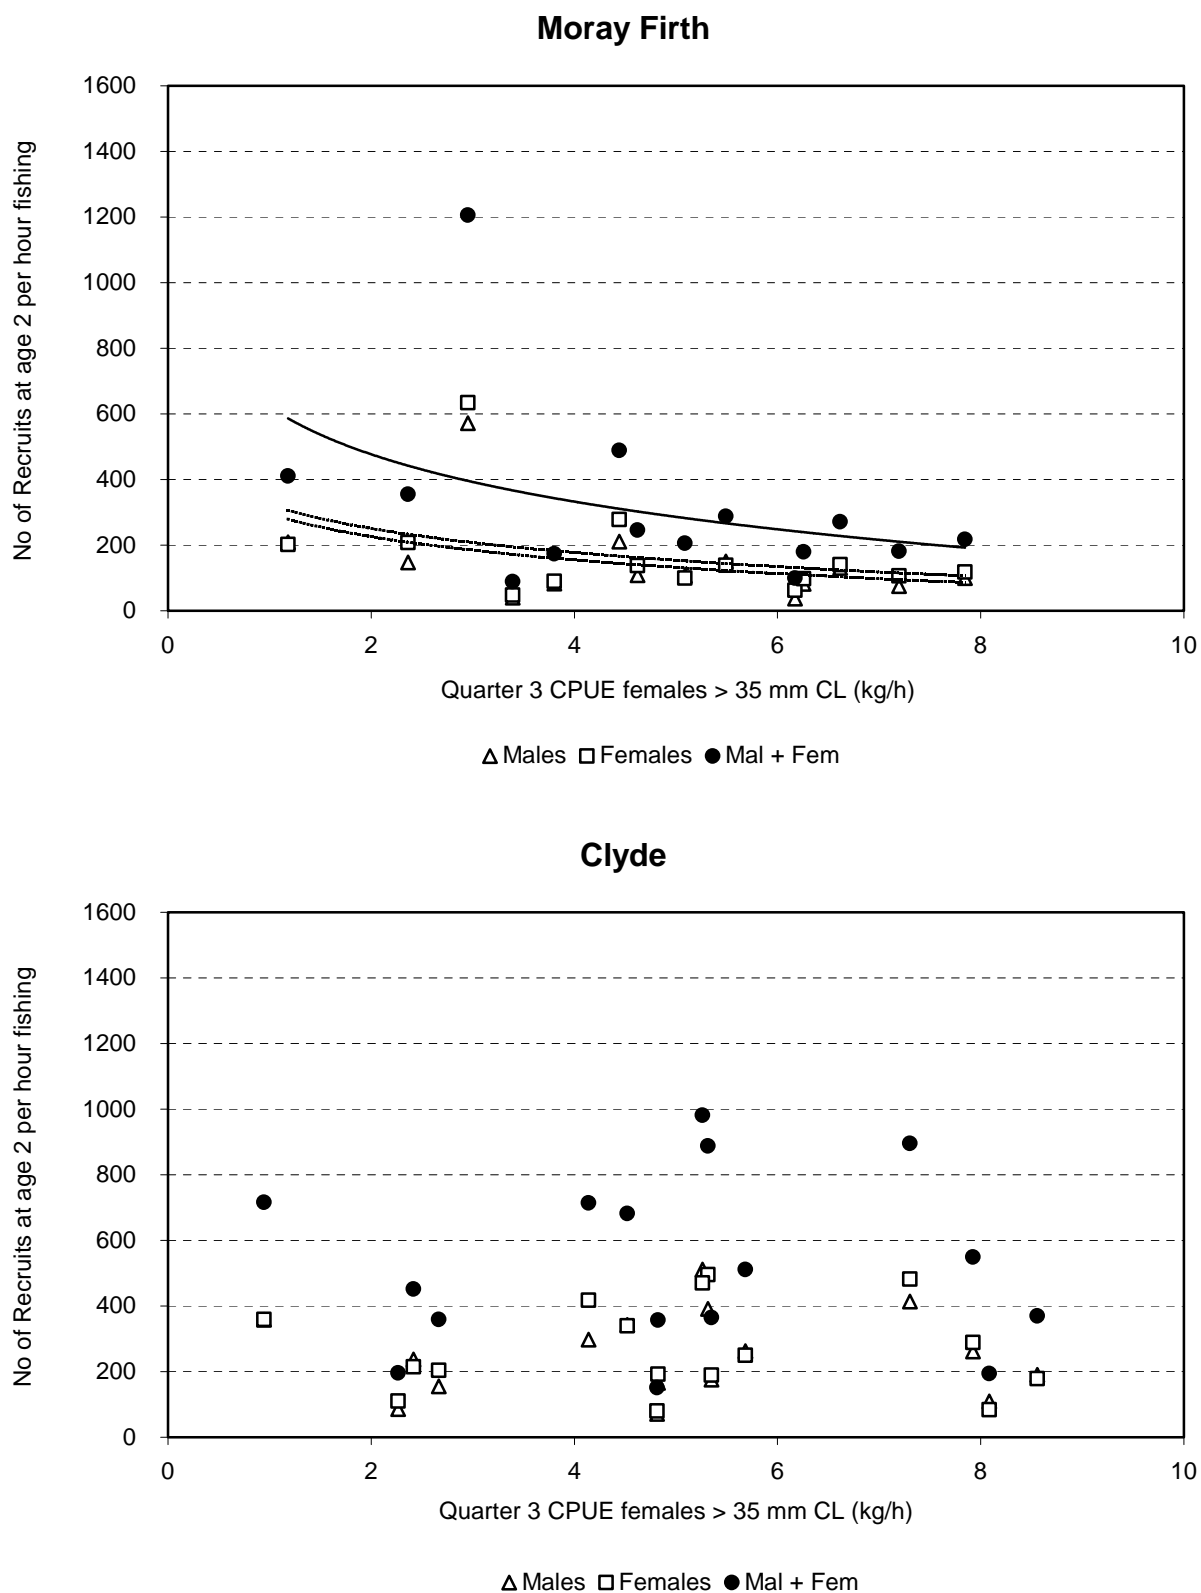 Moray Firth
No of Recruits at age 2 per hour fishing
1600
1400
1200
1000
800
600
400
200
0
0 2 4 6 8 10
Quarter 3 CPUE females > 35 mm CL (kg/h)
Males Females Mal + Fem
Clyde
No of Recruits at age 2 per hour fishing
1600
1400
1200
1000
800
600
400
200
0
0 2 4 6 8 10
Quarter 3 CPUE females > 35 mm CL (kg/h)
Males Females Mal + Fem